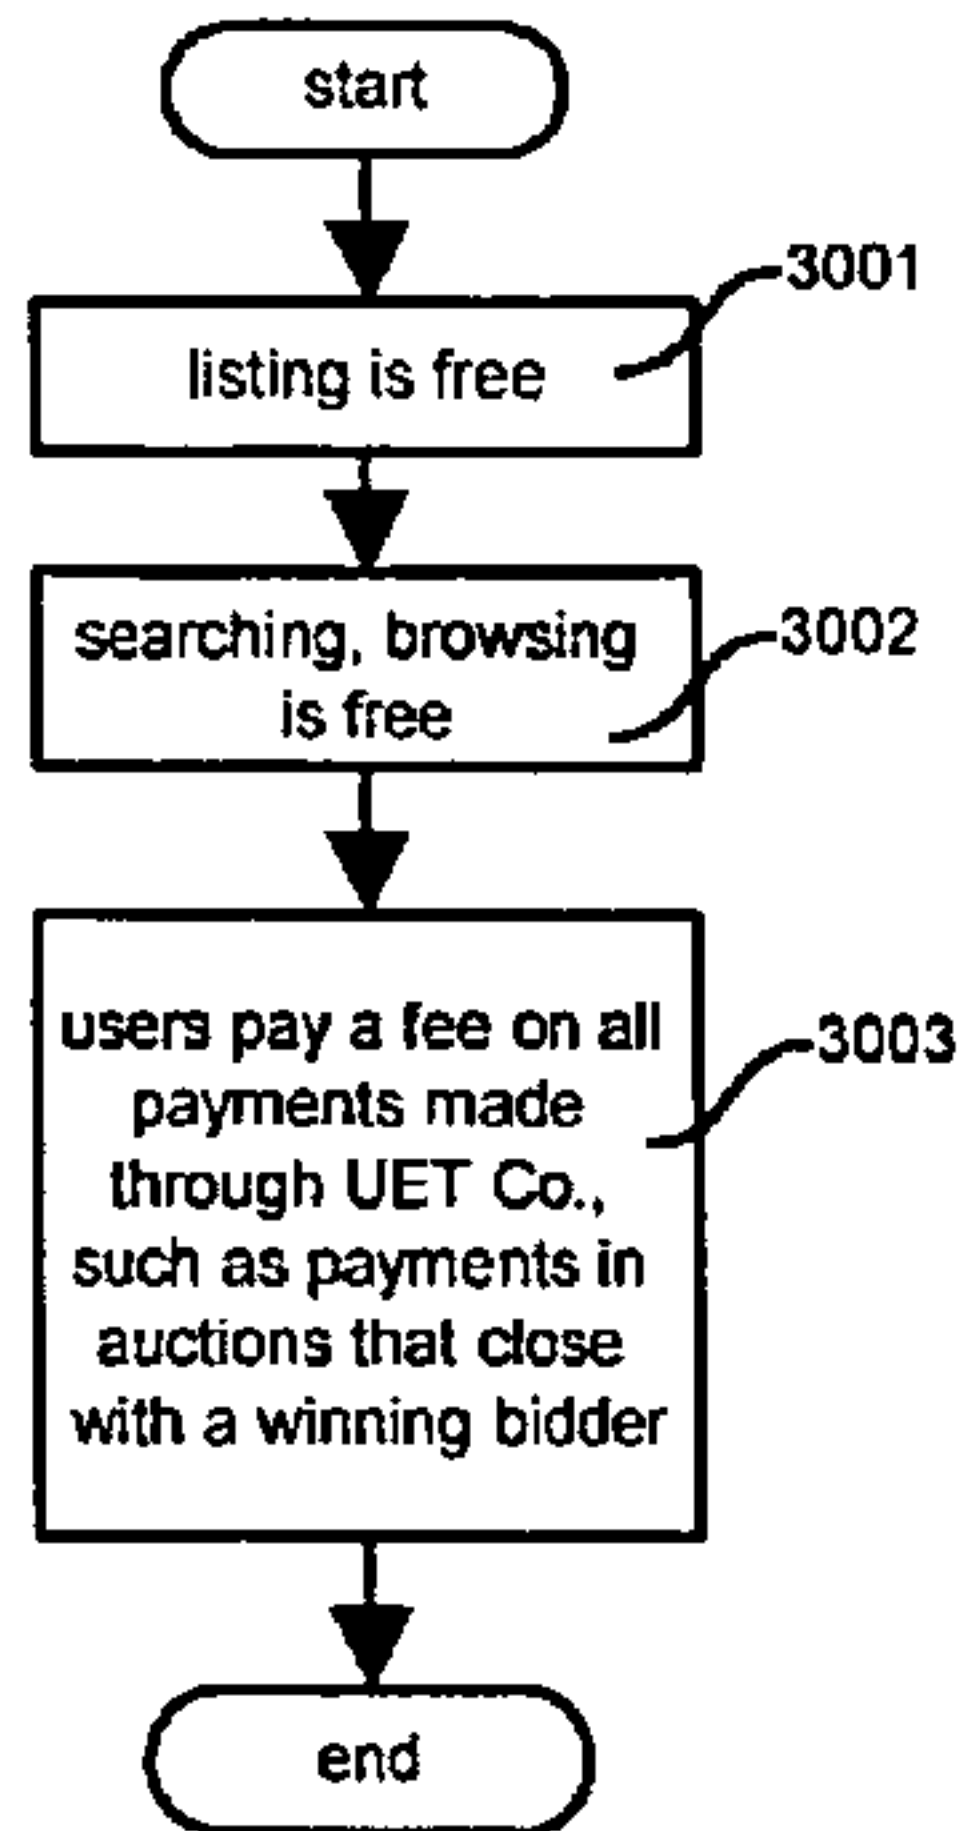 start
3001
listing is free
searching, browsing
is free
3002
users pay a fee on all
payments made
through UET Co.,
such as payments in
auctions that close
with a winning bidder
3003
end